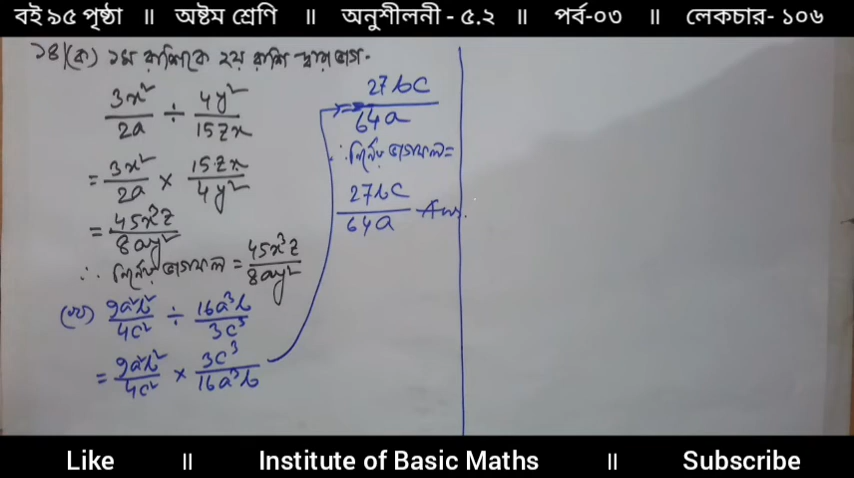 বই ৯৫ পৃষ্ঠা ॥ অষ্টম শ্রেণি ॥ অনুশীলনী - ৫.২ ॥ পর্ব-০৩ ॥ লেকচার- ১০৬
১৪।(ক) ১ম রাশিকে ২য় রাশি দ্বারা ভাগ-
3x²/2a ÷ 4y²/15zx
= 3x²/2a × 15zx/4y²
= 45x³z/8ay²
∴ নির্ণেয় ভাগফল = 45x³z/8ay²
(খ) 9a²b²/4c² ÷ 16a³b/3c³
= 9a²b²/4c² × 3c³/16a³b
= 27bc/64a
∴ নির্ণেয় ভাগফল =
27bc/64a Ans.
Like ॥ Institute of Basic Maths ॥ Subscribe